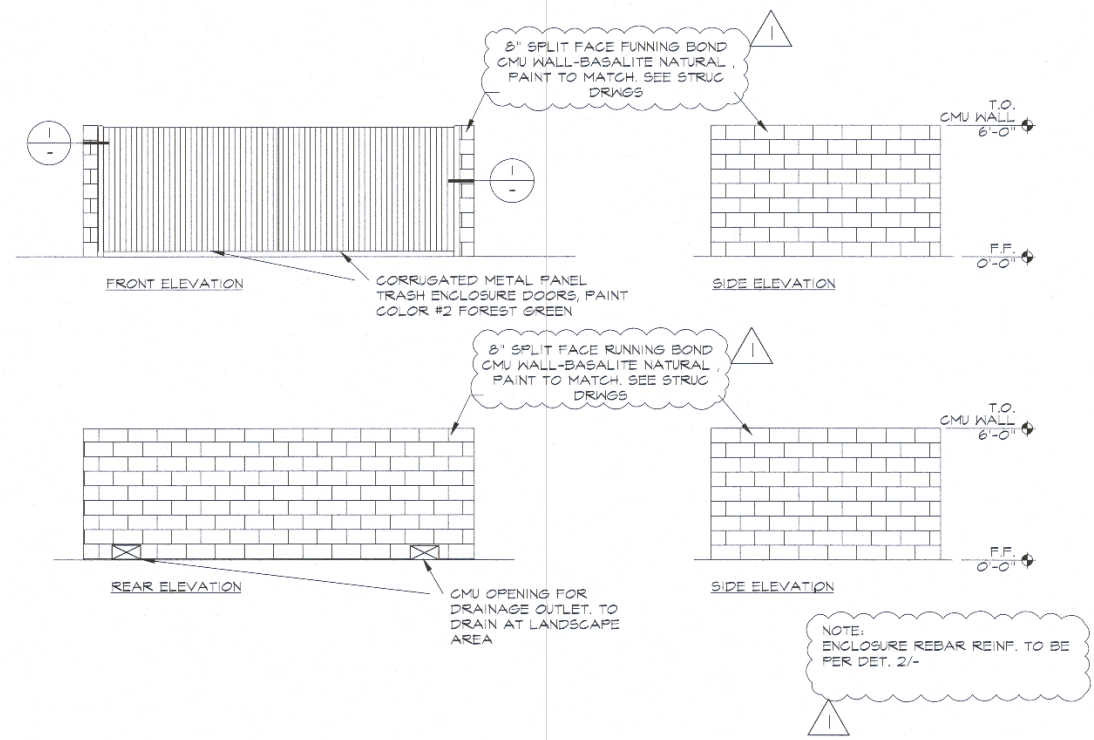 8" SPLIT FACE FUNNING BOND
CMU WALL-BASALITE NATURAL,
PAINT TO MATCH. SEE STRUC
DRWGS
1
T.O.
CMU WALL
6'-0"
1
-
1
-
F.F.
0'-0"
FRONT ELEVATION
CORRUGATED METAL PANEL
TRASH ENCLOSURE DOORS, PAINT
COLOR #2 FOREST GREEN
SIDE ELEVATION
8" SPLIT FACE RUNNING BOND
CMU WALL-BASALITE NATURAL,
PAINT TO MATCH. SEE STRUC
DRWGS
1
T.O.
CMU WALL
6'-0"
F.F.
0'-0"
REAR ELEVATION
CMU OPENING FOR
DRAINAGE OUTLET. TO
DRAIN AT LANDSCAPE
AREA
SIDE ELEVATION
NOTE:
ENCLOSURE REBAR REINF. TO BE
PER DET. 2/-
1